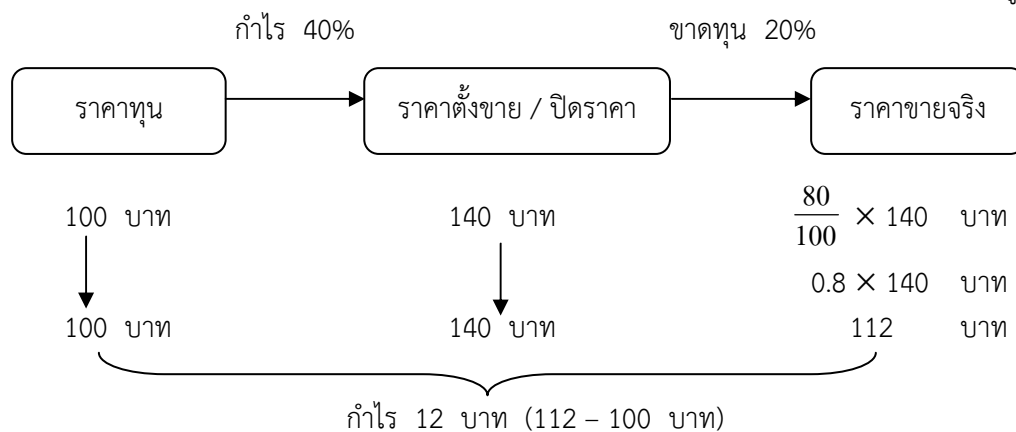 กำไร 40% ขาดทุน 20%
ราคาทุน ราคาตั้งขาย / ปิดราคา ราคาขายจริง
100 บาท 140 บาท 80/100 × 140 บาท
0.8 × 140 บาท
100 บาท 140 บาท 112 บาท
กำไร 12 บาท (112 – 100 บาท)